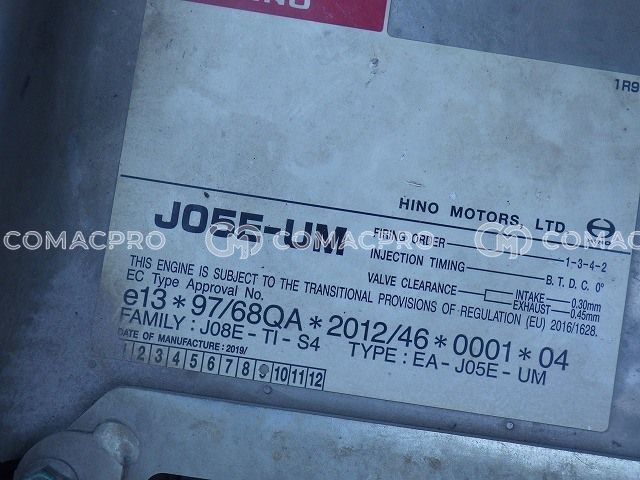 HINO
1R9
HINO MOTORS, LTD.
J05E-UM
FIRING ORDER 1-3-4-2
INJECTION TIMING B. T. D. C. 0°
VALVE CLEARANCE INTAKE 0.30mm
EXHAUST 0.45mm
THIS ENGINE IS SUBJECT TO THE TRANSITIONAL PROVISIONS OF REGULATION (EU) 2016/1628.
EC Type Approval No.
e13*97/68QA*2012/46*0001*04
FAMILY : J08E-TI-S4 TYPE : EA-J05E-UM
DATE OF MANUFACTURE : 2019/
1 2 3 4 5 6 7 8 9 10 11 12
COMACPRO COMACPRO COMACPRO